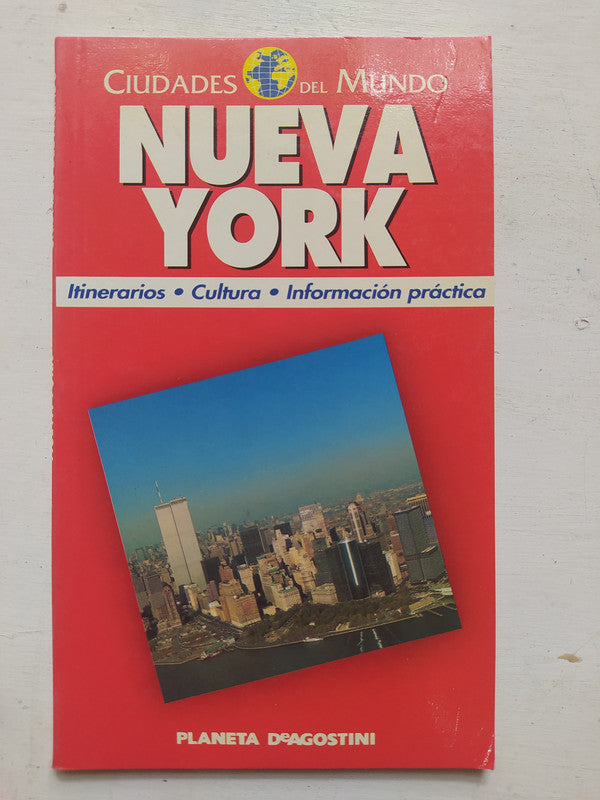 CIUDADES DEL MUNDO
NUEVA
YORK
Itinerarios • Cultura • Información práctica
PLANETA DeAGOSTINI